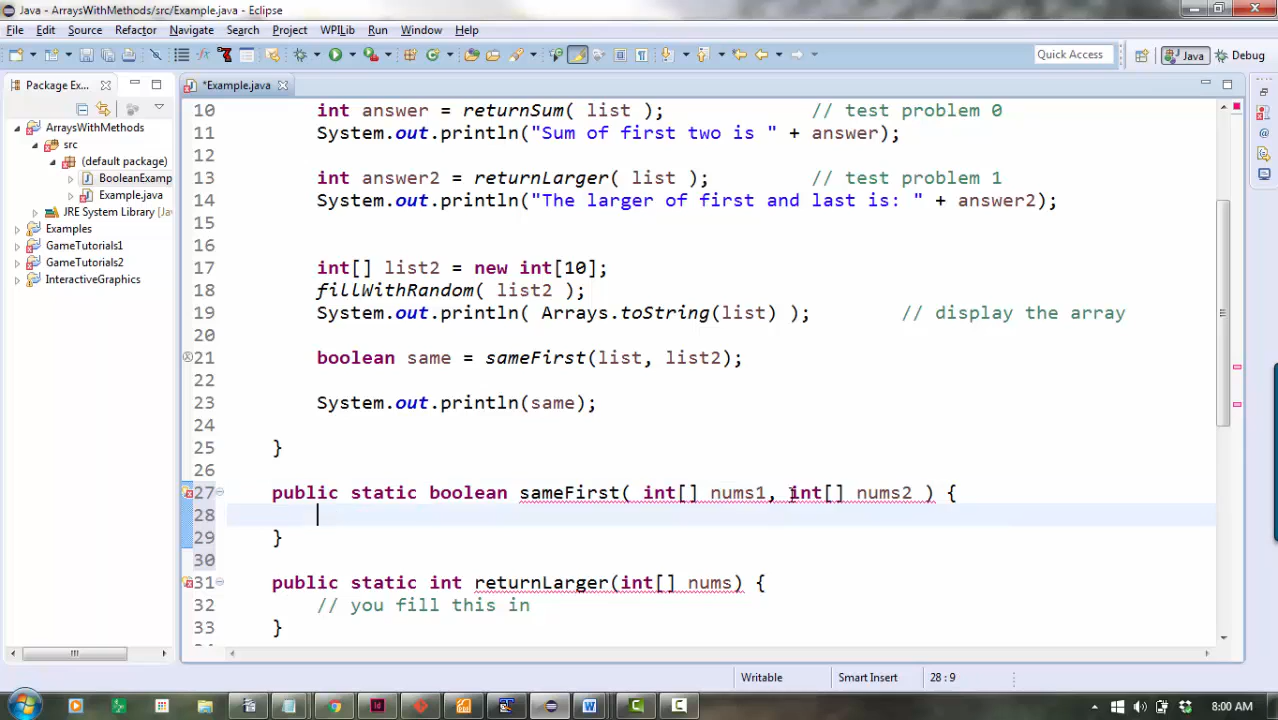 Java - ArraysWithMethods/src/Example.java - Eclipse
File Edit Source Refactor Navigate Search Project WPILib Run Window Help
Quick Access Java Debug
Package Ex...
*Example.java
ArraysWithMethods
src
(default package)
BooleanExamp
Example.java
JRE System Library [Ja
Examples
GameTutorials1
GameTutorials2
InteractiveGraphics
10 int answer = returnSum( list ); // test problem 0
11 System.out.println("Sum of first two is " + answer);
12
13 int answer2 = returnLarger( list ); // test problem 1
14 System.out.println("The larger of first and last is: " + answer2);
15
16
17 int[] list2 = new int[10];
18 fillWithRandom( list2 );
19 System.out.println( Arrays.toString(list) ); // display the array
20
21 boolean same = sameFirst(list, list2);
22
23 System.out.println(same);
24
25 }
26
27 public static boolean sameFirst( int[] nums1, int[] nums2 ) {
28
29 }
30
31 public static int returnLarger(int[] nums) {
32 // you fill this in
33 }
Writable Smart Insert 28 : 9
8:00 AM